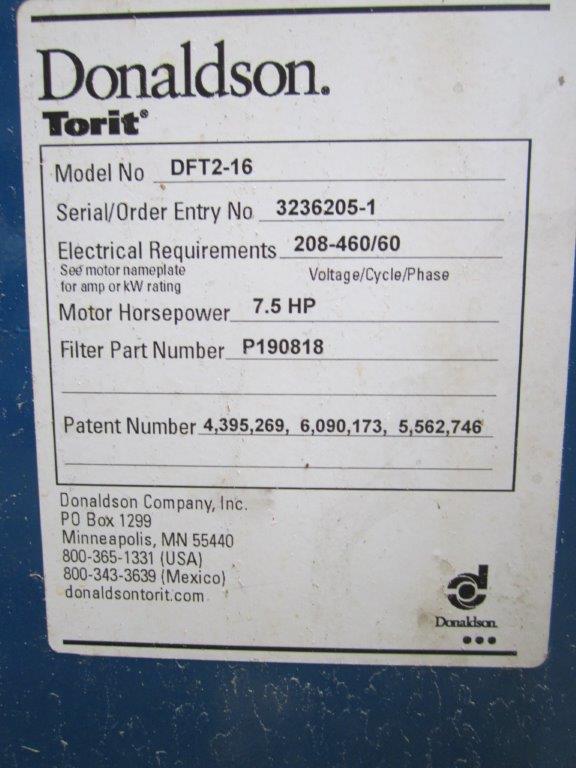 Donaldson.
Torit®
Model No DFT2-16
Serial/Order Entry No 3236205-1
Electrical Requirements 208-460/60
See motor nameplate Voltage/Cycle/Phase
for amp or kW rating
Motor Horsepower 7.5 HP
Filter Part Number P190818
Patent Number 4,395,269, 6,090,173, 5,562,746
Donaldson Company, Inc.
PO Box 1299
Minneapolis, MN 55440
800-365-1331 (USA)
800-343-3639 (Mexico)
donaldsontorit.com
Donaldson.